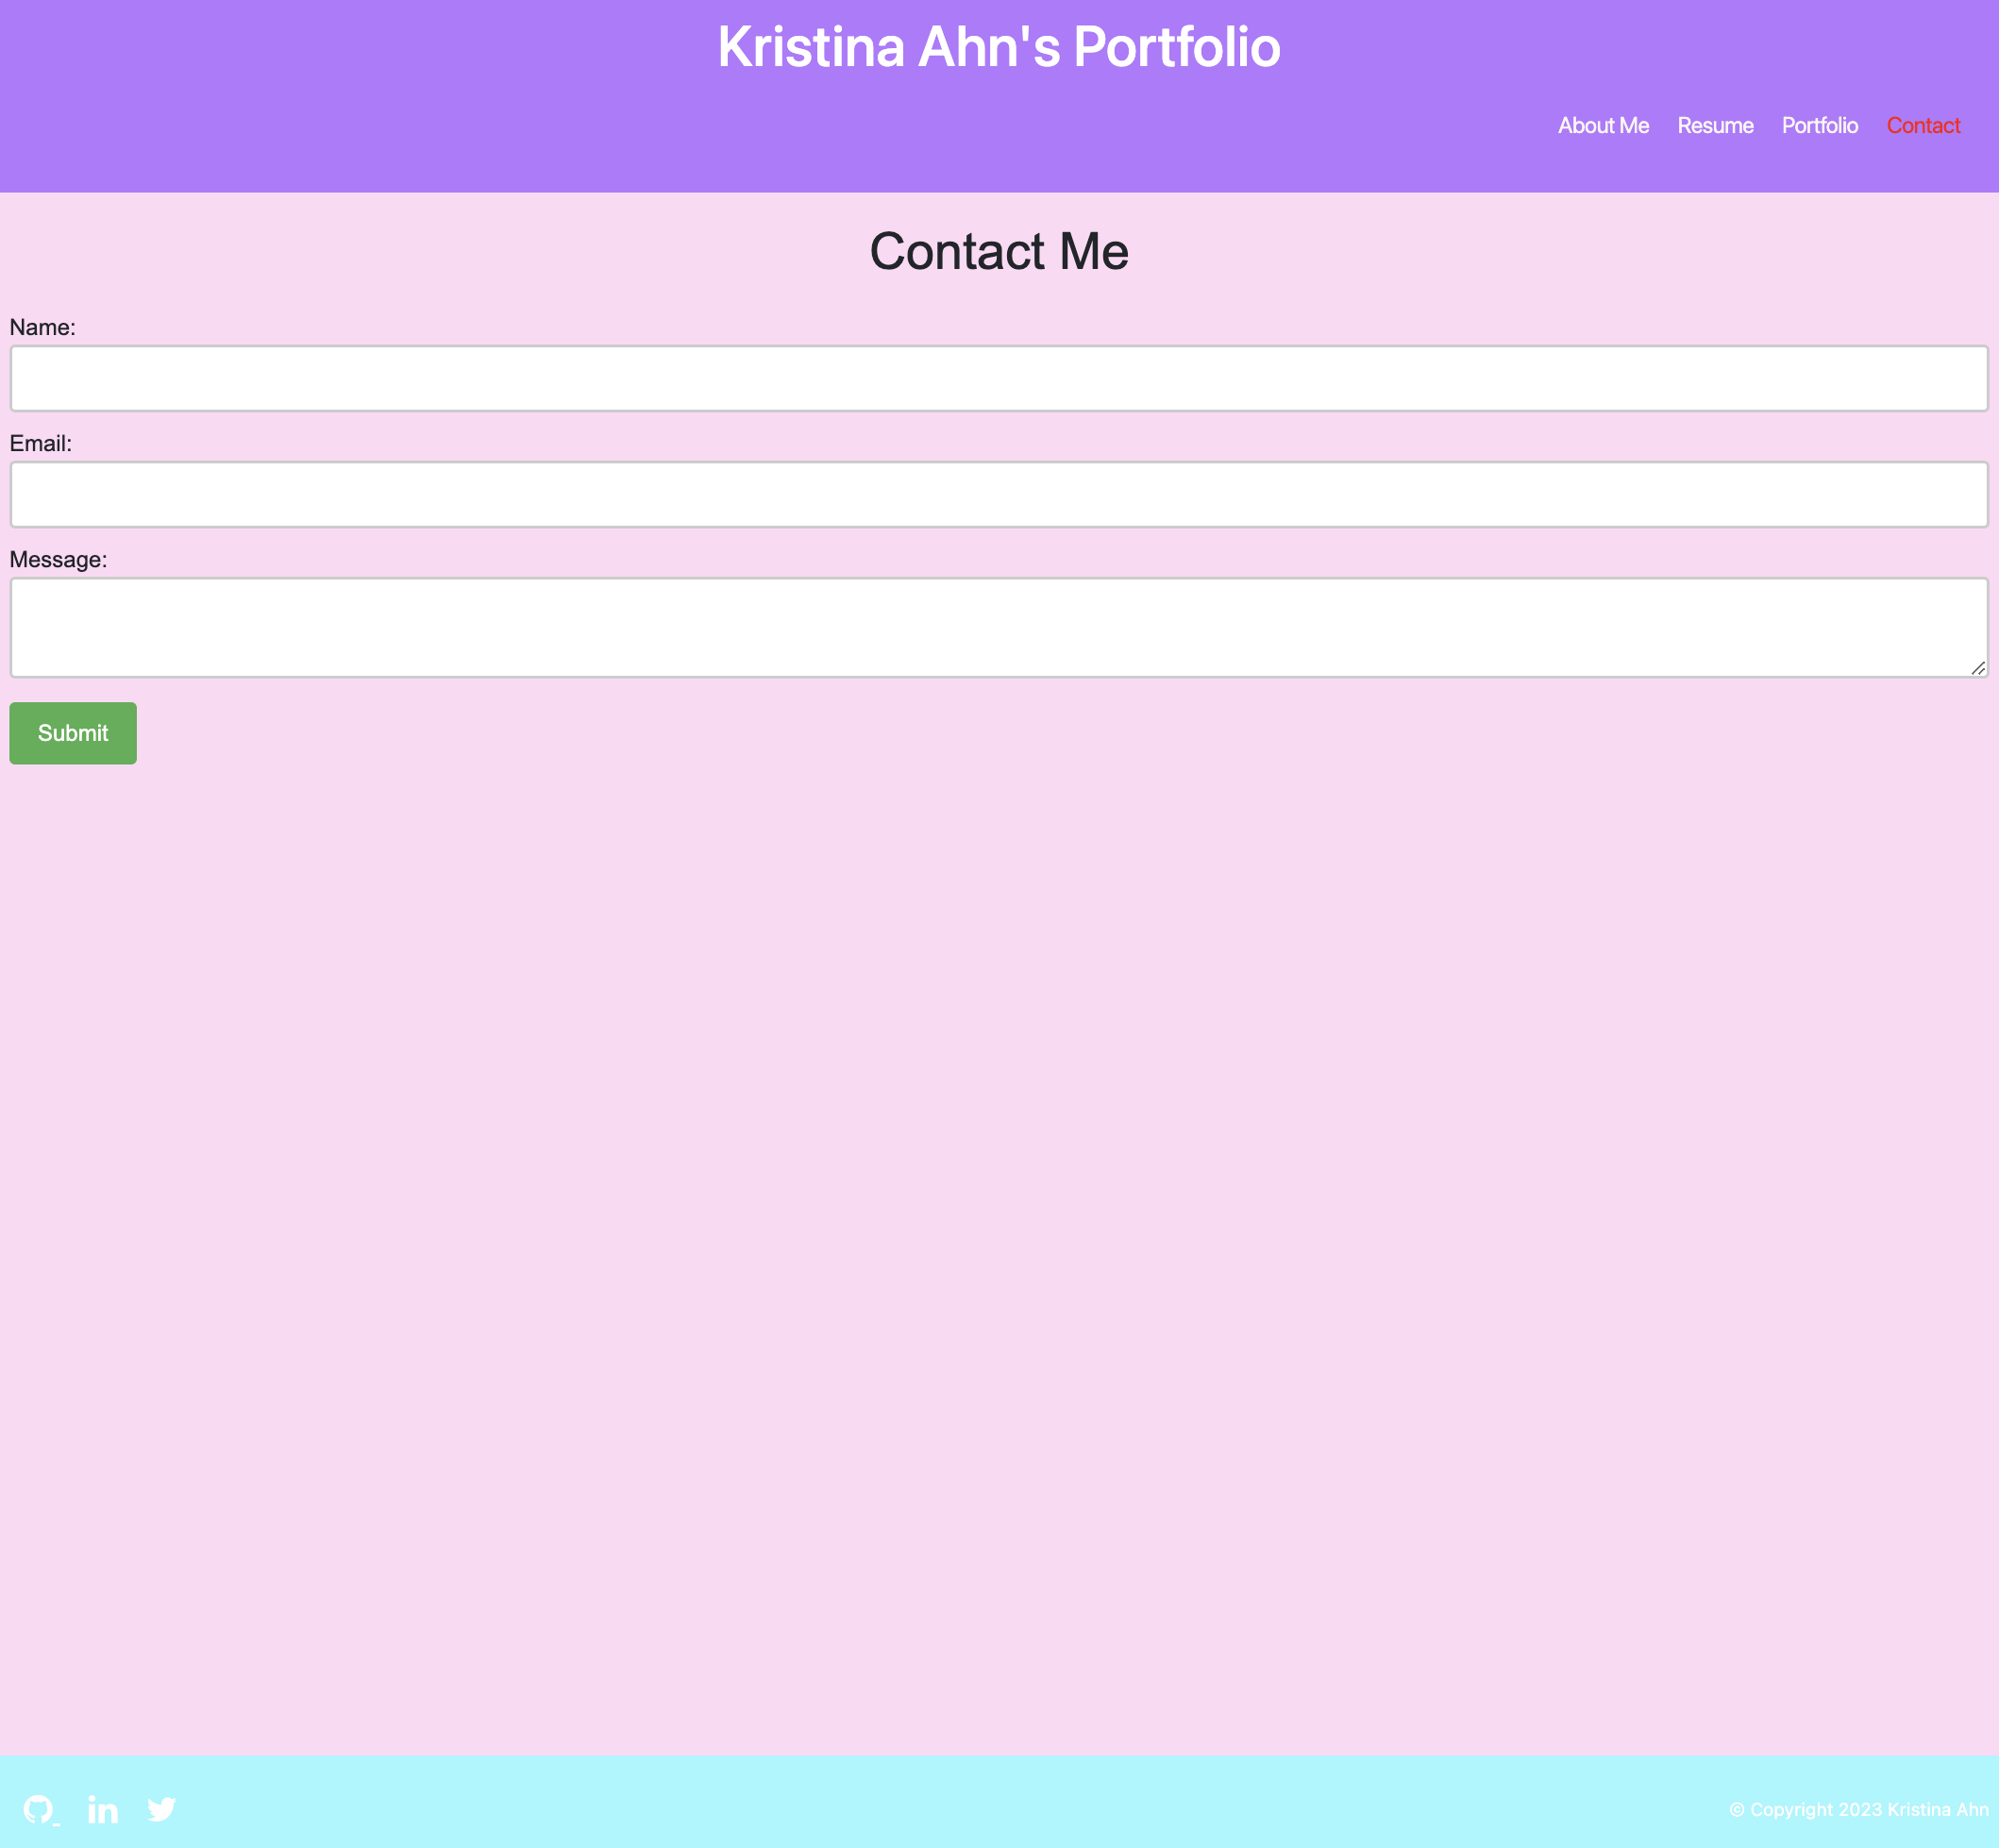 Kristina Ahn's Portfolio
About Me Resume Portfolio Contact
Contact Me
Name:
Email:
Message:
Submit
© Copyright 2023 Kristina Ahn